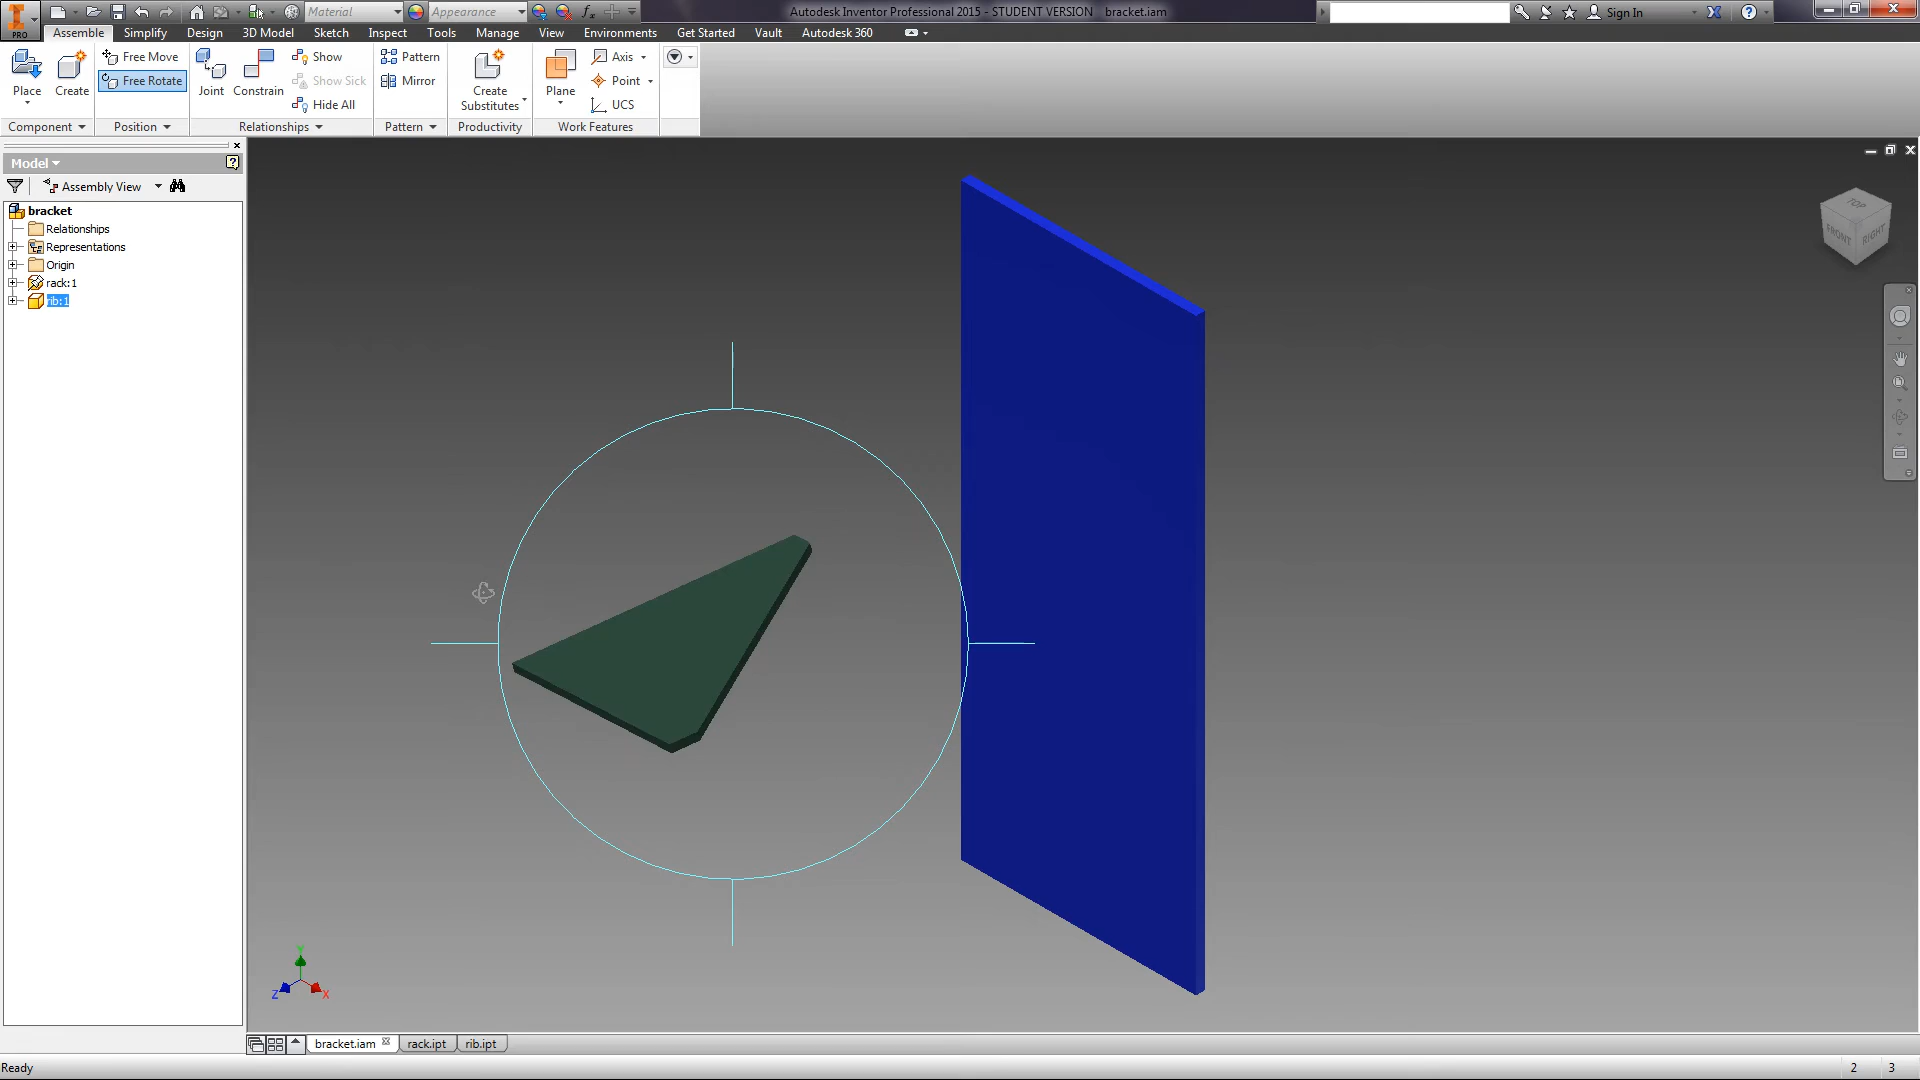 PRO
Material
Appearance
Autodesk Inventor Professional 2015 - STUDENT VERSION bracket.iam
Sign In
Assemble Simplify Design 3D Model Sketch Inspect Tools Manage View Environments Get Started Vault Autodesk 360
Place
Create
Free Move
Free Rotate
Joint
Constrain
Show
Show Sick
Hide All
Pattern
Mirror
Create
Substitutes
Plane
Axis
Point
UCS
Component Position Relationships Pattern Productivity Work Features
Model
Assembly View
bracket
Relationships
Representations
Origin
rack:1
rib:1
TOP
FRONT
RIGHT
Y
Z
X
bracket.iam rack.ipt rib.ipt
Ready
2 3